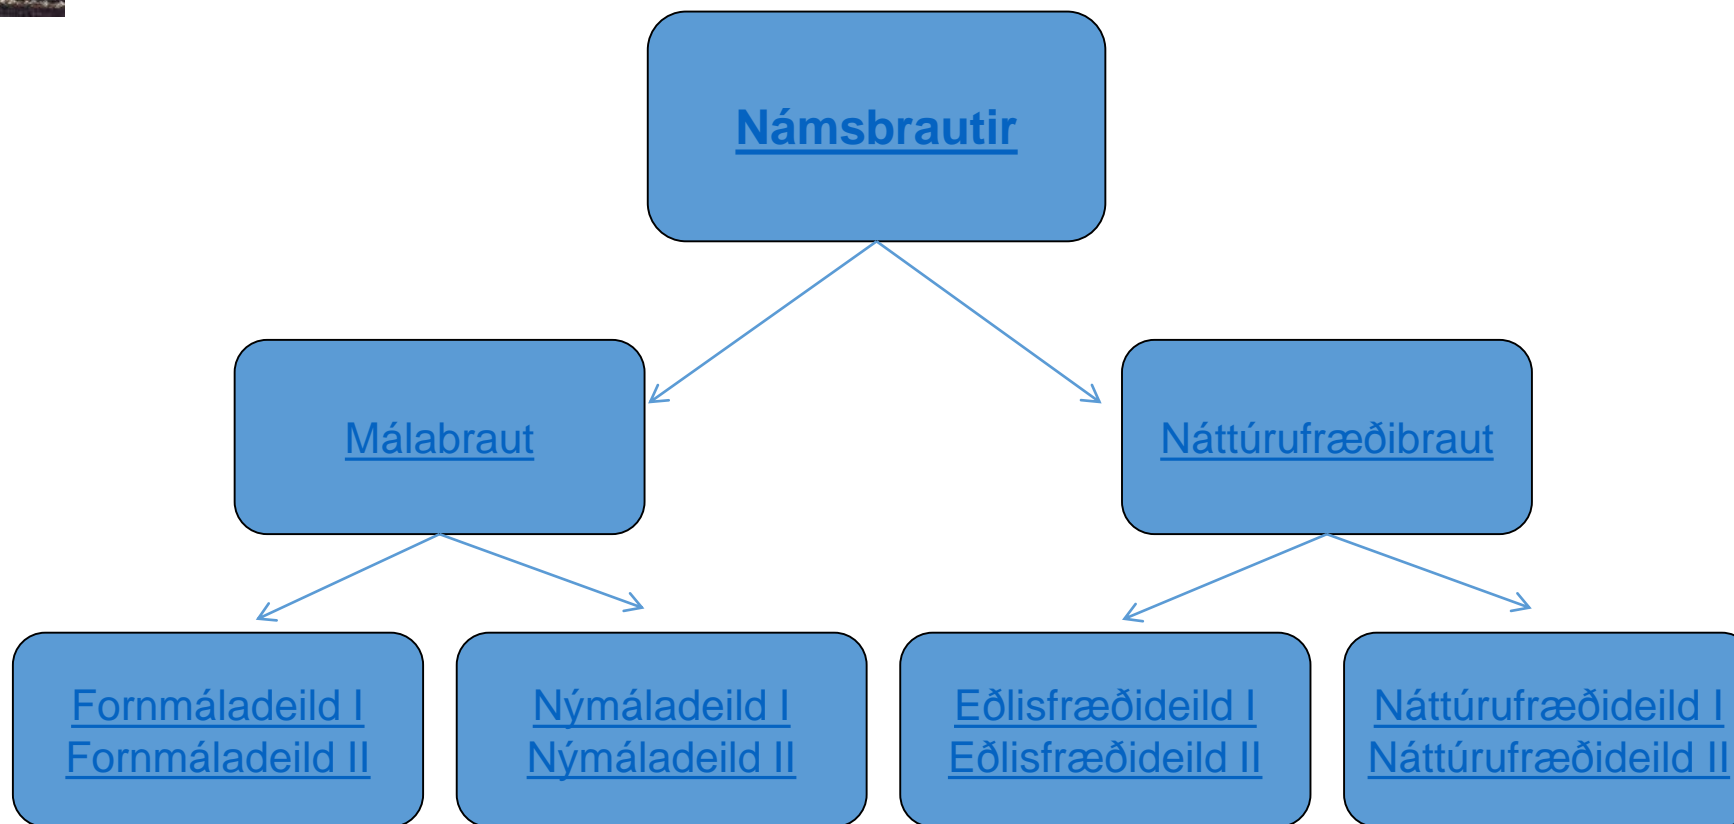 Námsbrautir
Málabraut
Náttúrufræðibraut
Fornmáladeild I
Fornmáladeild II
Nýmáladeild I
Nýmáladeild II
Eðlisfræðideild I
Eðlisfræðideild II
Náttúrufræðideild I
Náttúrufræðideild II